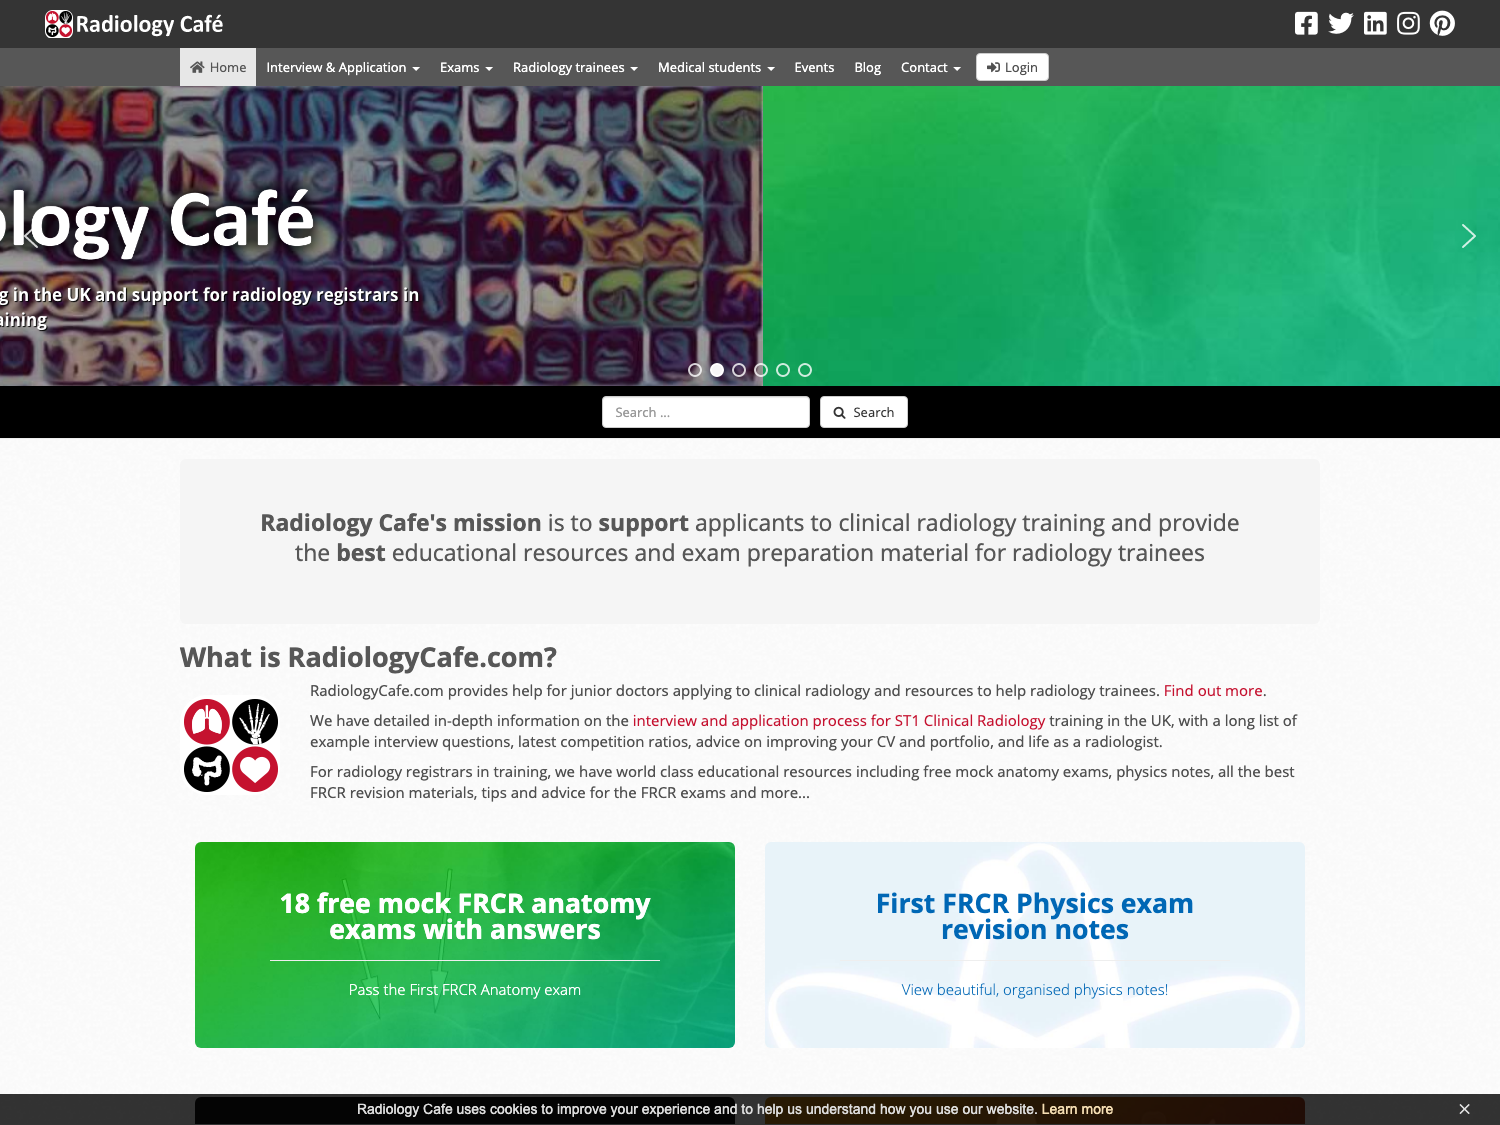 Radiology Café
Home Interview & Application Exams Radiology trainees Medical students Events Blog Contact Login
ology Café
g in the UK and support for radiology registrars in
aining
Search ... Search
Radiology Cafe's mission is to support applicants to clinical radiology training and provide
the best educational resources and exam preparation material for radiology trainees
What is RadiologyCafe.com?
RadiologyCafe.com provides help for junior doctors applying to clinical radiology and resources to help radiology trainees. Find out more.
We have detailed in-depth information on the interview and application process for ST1 Clinical Radiology training in the UK, with a long list of
example interview questions, latest competition ratios, advice on improving your CV and portfolio, and life as a radiologist.
For radiology registrars in training, we have world class educational resources including free mock anatomy exams, physics notes, all the best
FRCR revision materials, tips and advice for the FRCR exams and more...
18 free mock FRCR anatomy
exams with answers
Pass the First FRCR Anatomy exam
First FRCR Physics exam
revision notes
View beautiful, organised physics notes!
Radiology Cafe uses cookies to improve your experience and to help us understand how you use our website. Learn more